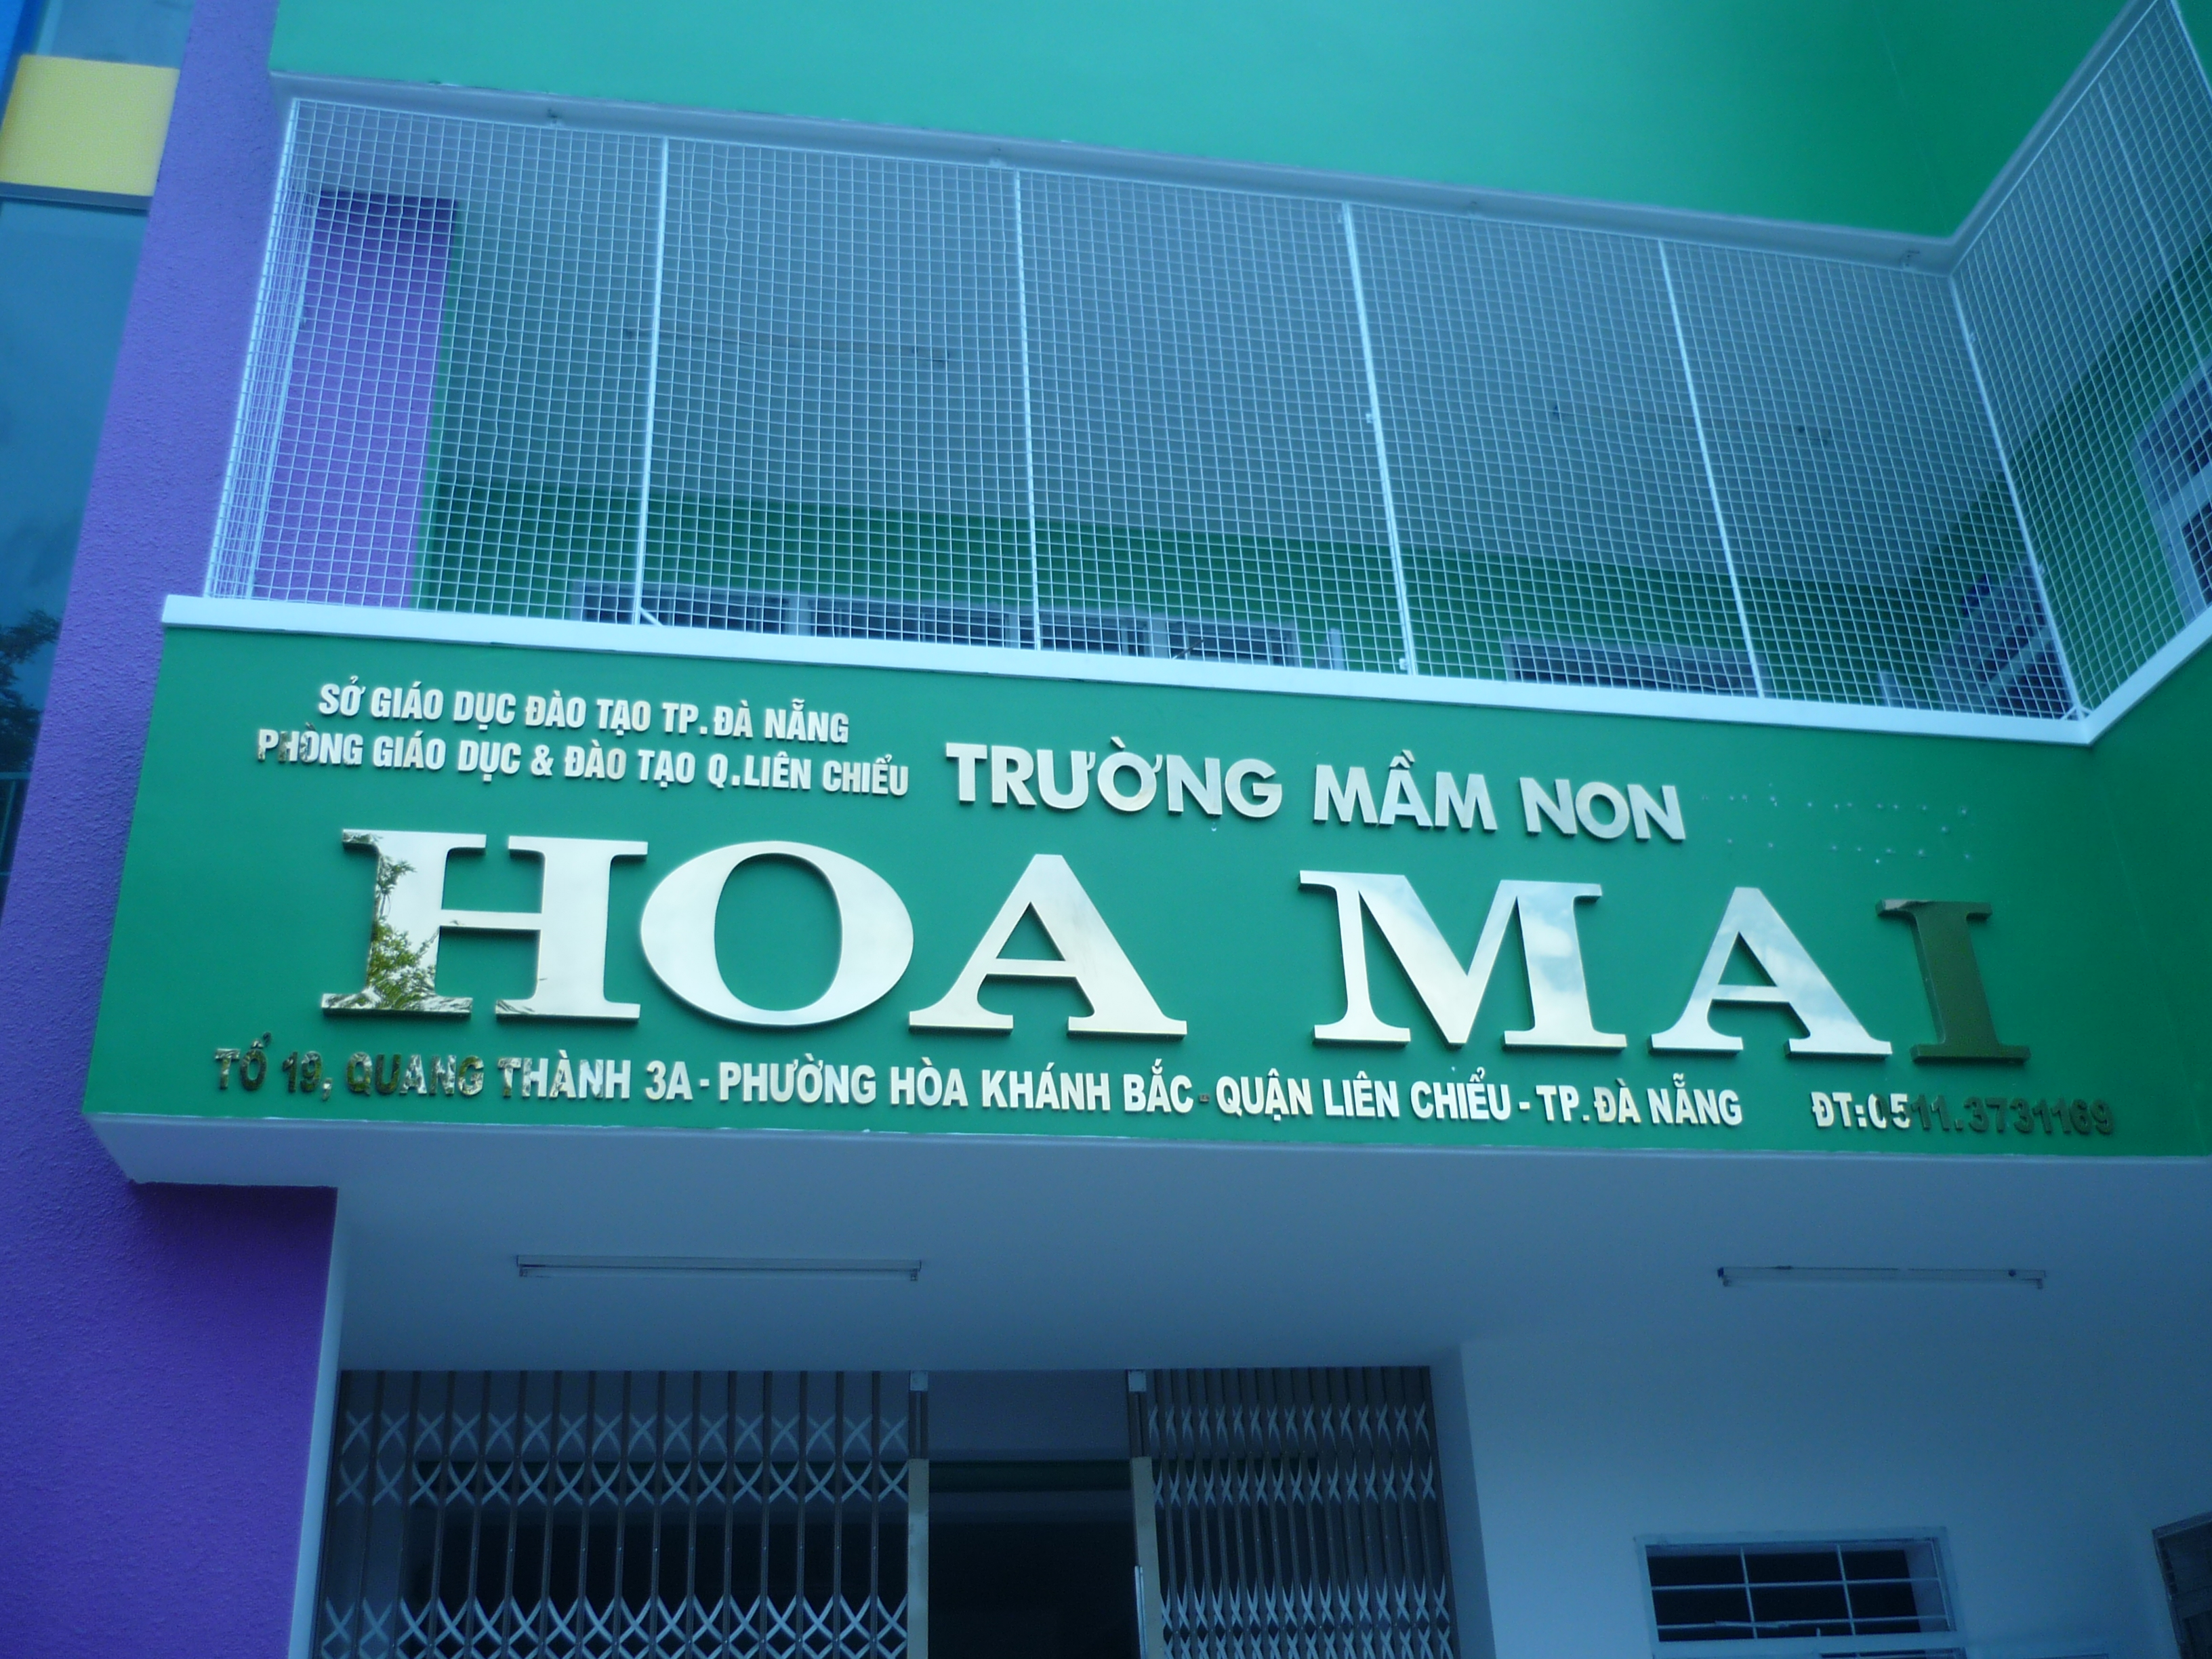 SỞ GIÁO DỤC ĐÀO TẠO TP.ĐÀ NẴNG
PHÒNG GIÁO DỤC & ĐÀO TẠO Q.LIÊN CHIỂU
TRƯỜNG MẦM NON
HOA MAI
TỔ 19, QUANG THÀNH 3A - PHƯỜNG HÒA KHÁNH BẮC - QUẬN LIÊN CHIỂU - TP.ĐÀ NẴNG ĐT:0511.3731169